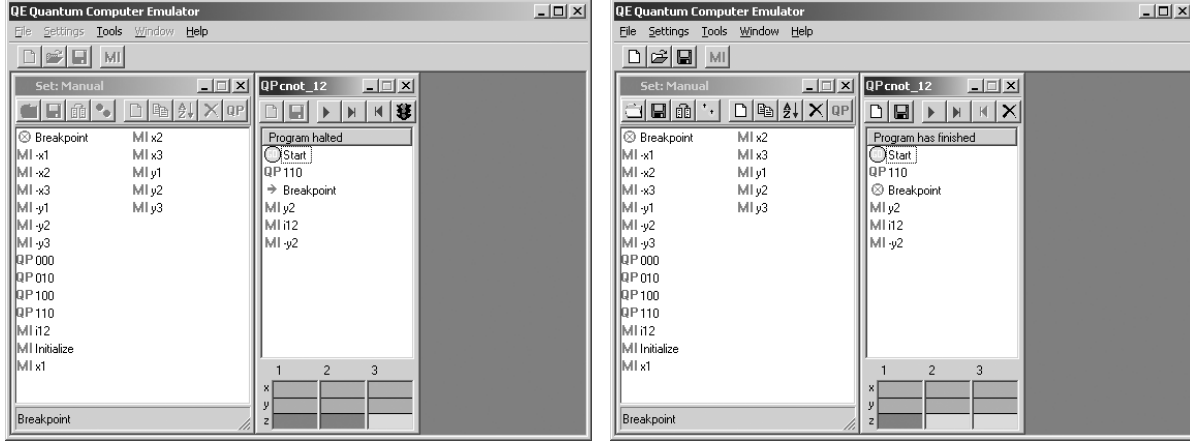 QE Quantum Computer Emulator
File Settings Tools Window Help
MI
Set: Manual
QP
Breakpoint
MI -x1
MI -x2
MI -x3
MI -y1
MI -y2
MI -y3
QP 000
QP 010
QP 100
QP 110
MI i12
MI Initialize
MI x1
MI x2
MI x3
MI y1
MI y2
MI y3
Breakpoint
QP cnot_12
Program halted
Start
QP 110
Breakpoint
MI y2
MI i12
MI -y2
1 2 3
x
y
z
QE Quantum Computer Emulator
File Settings Tools Window Help
MI
Set: Manual
QP
Breakpoint
MI -x1
MI -x2
MI -x3
MI -y1
MI -y2
MI -y3
QP 000
QP 010
QP 100
QP 110
MI i12
MI Initialize
MI x1
MI x2
MI x3
MI y1
MI y2
MI y3
Breakpoint
QP cnot_12
Program has finished
Start
QP 110
Breakpoint
MI y2
MI i12
MI -y2
1 2 3
x
y
z